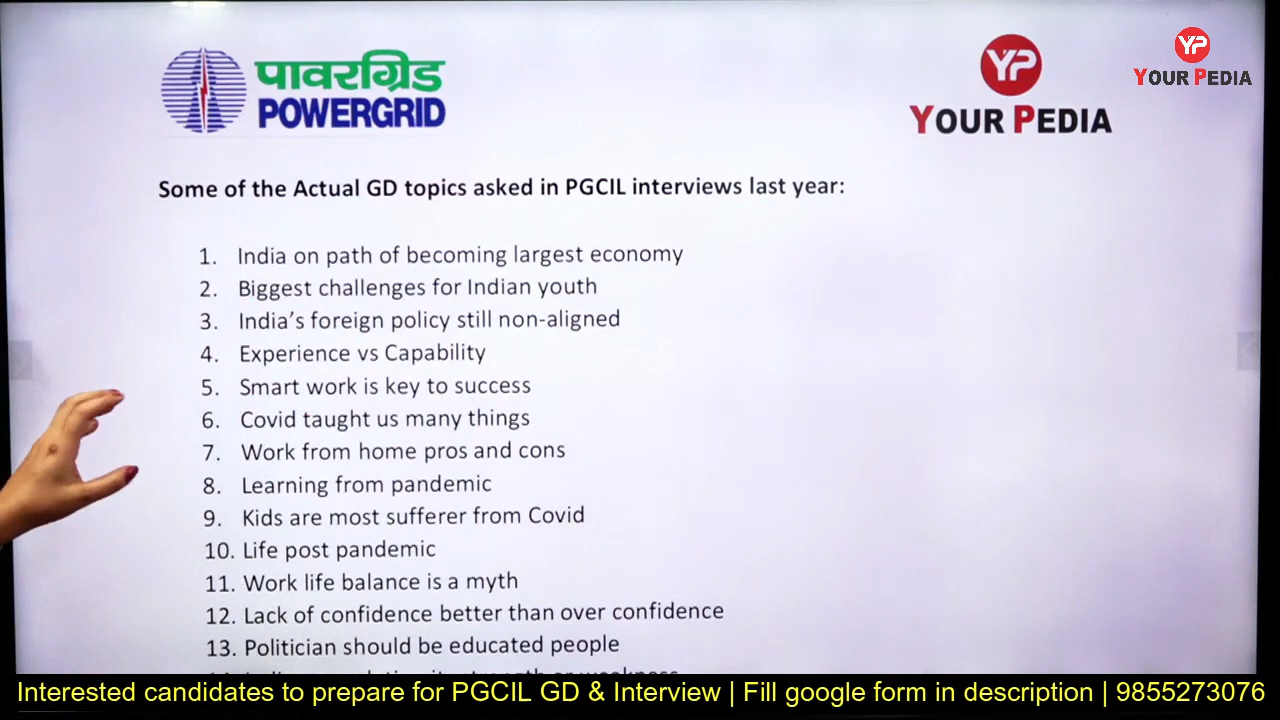 पावरग्रिड
POWERGRID
YP
YOUR PEDIA
YP
YOUR PEDIA
Some of the Actual GD topics asked in PGCIL interviews last year:
1. India on path of becoming largest economy
2. Biggest challenges for Indian youth
3. India's foreign policy still non-aligned
4. Experience vs Capability
5. Smart work is key to success
6. Covid taught us many things
7. Work from home pros and cons
8. Learning from pandemic
9. Kids are most sufferer from Covid
10. Life post pandemic
11. Work life balance is a myth
12. Lack of confidence better than over confidence
13. Politician should be educated people
Interested candidates to prepare for PGCIL GD & Interview | Fill google form in description | 9855273076